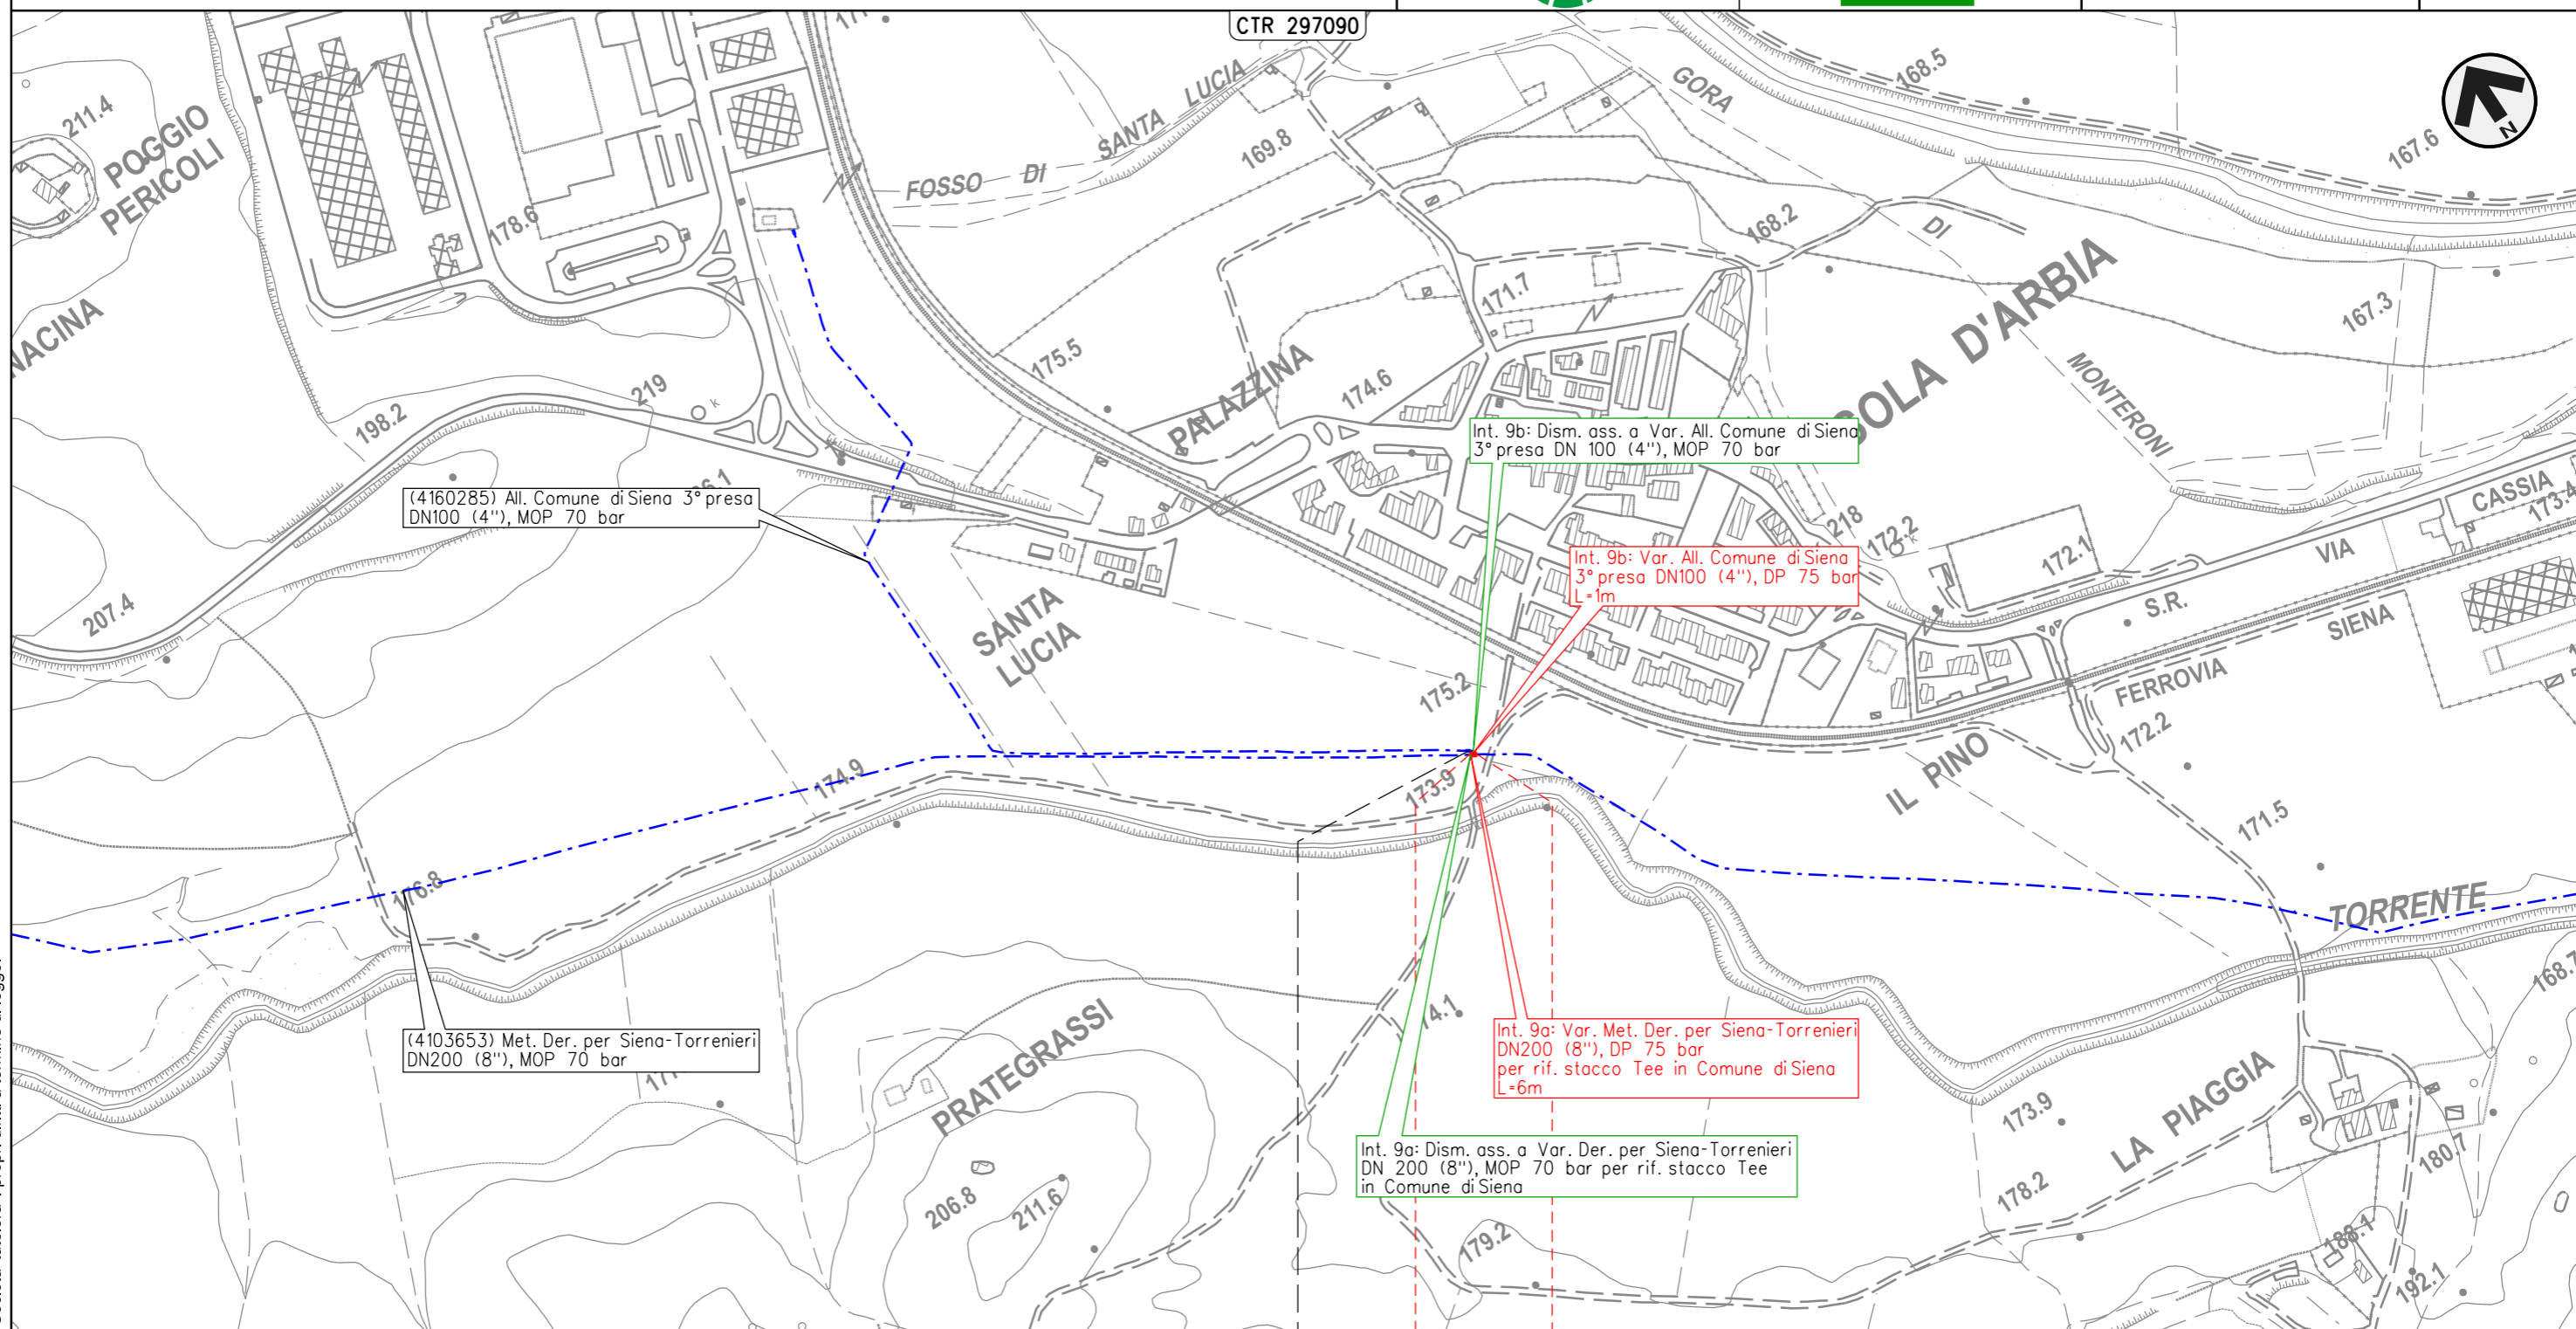 CTR 297090
168.5
GORA
SANTA LUCIA
211.4
POGGIO
PERICOLI
169.8
FOSSO DI
167.6
N
178.6
168.2
DI
ISOLA D'ARBIA
171.7
167.3
NACINA
175.5
PALAZZINA
174.6
219
k
198.2
MONTERONI
Int. 9b: Dism. ass. a Var. All. Comune di Siena
3° presa DN 100 (4"), MOP 70 bar
(4160285) All. Comune di Siena 3° presa
DN100 (4"), MOP 70 bar
218
172.2
k
172.1
CASSIA
173.4
VIA
S.R.
Int. 9b: Var. All. Comune di Siena
3° presa DN100 (4"), DP 75 bar
L=1m
207.4
SANTA
LUCIA
SIENA
FERROVIA
175.2
172.2
IL PINO
174.9
173.9
171.5
176.8
TORRENTE
168.7
14.1
(4103653) Met. Der. per Siena-Torrenieri
DN200 (8"), MOP 70 bar
Int. 9a: Var. Met. Der. per Siena-Torrenieri
DN200 (8"), DP 75 bar
per rif. stacco Tee in Comune di Siena
L=6m
PRATEGRASSI
173.9
LA PIAGGIA
Int. 9a: Dism. ass. a Var. Der. per Siena-Torrenieri
DN 200 (8"), MOP 70 bar per rif. stacco Tee
in Comune di Siena
180.7
178.2
206.8
211.6
179.2
188.1
192.1